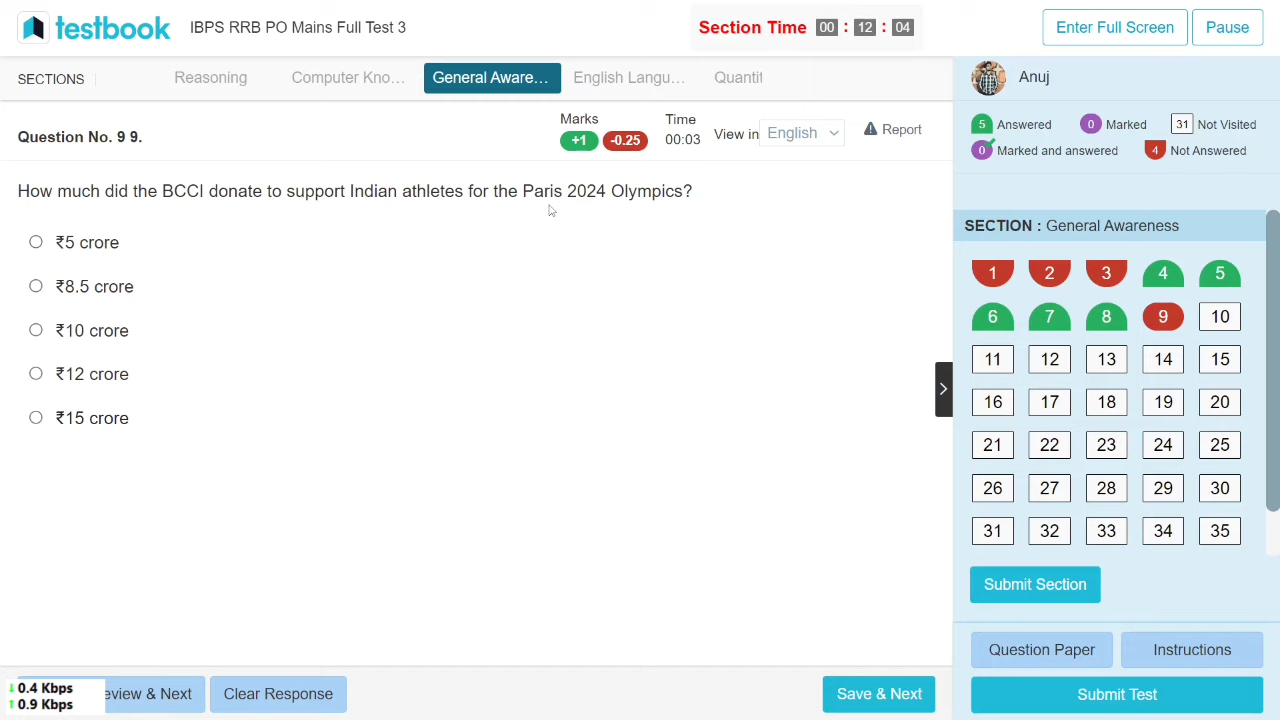 testbook IBPS RRB PO Mains Full Test 3 Section Time 00 : 12 : 04 Enter Full Screen Pause
SECTIONS Reasoning Computer Kno... General Aware... English Langu... Quantit
Anuj
Question No. 9 9.
Marks
+1 -0.25
Time
00:03
View in English
Report
5 Answered 0 Marked 31 Not Visited
0 Marked and answered 4 Not Answered
How much did the BCCI donate to support Indian athletes for the Paris 2024 Olympics?
₹5 crore
₹8.5 crore
₹10 crore
₹12 crore
₹15 crore
SECTION : General Awareness
1 2 3 4 5
6 7 8 9 10
11 12 13 14 15
16 17 18 19 20
21 22 23 24 25
26 27 28 29 30
31 32 33 34 35
Submit Section
Question Paper Instructions
Submit Test
0.4 Kbps
0.9 Kbps
eview & Next Clear Response Save & Next